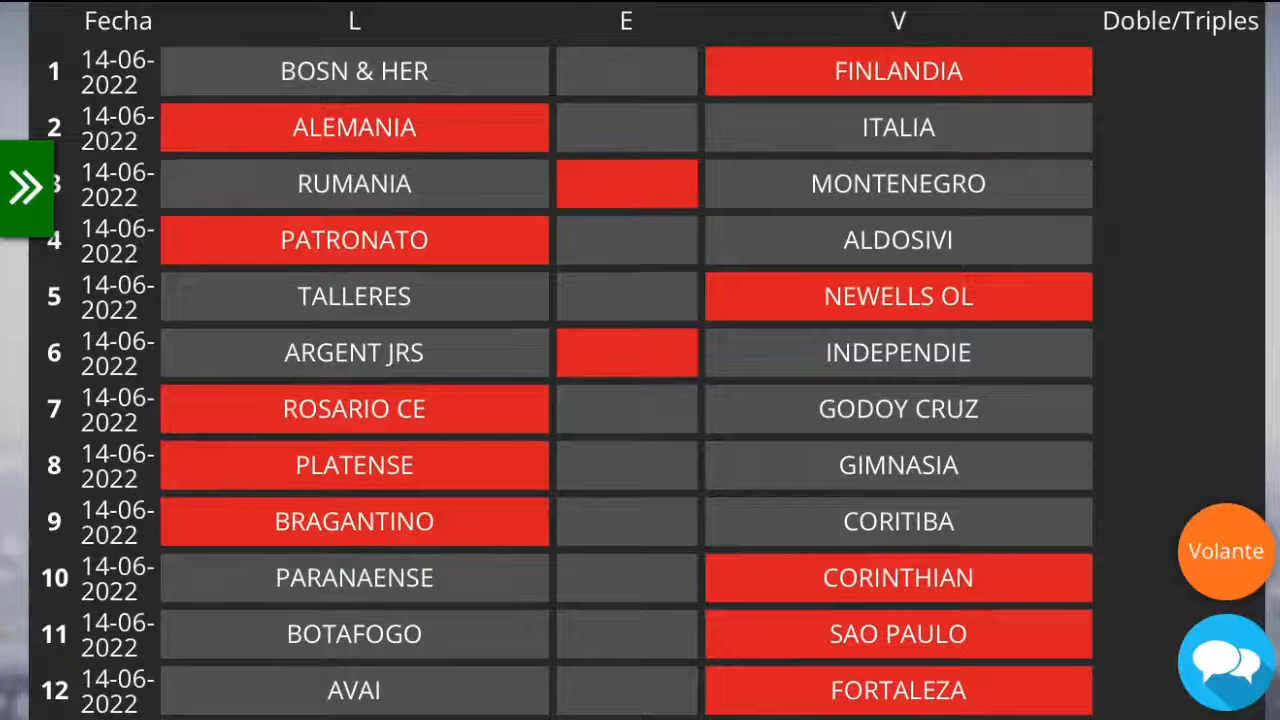 Fecha L E V Doble/Triples
1 14-06-2022 BOSN & HER FINLANDIA
2 14-06-2022 ALEMANIA ITALIA
3 14-06-2022 RUMANIA MONTENEGRO
4 14-06-2022 PATRONATO ALDOSIVI
5 14-06-2022 TALLERES NEWELLS OL
6 14-06-2022 ARGENT JRS INDEPENDIE
7 14-06-2022 ROSARIO CE GODOY CRUZ
8 14-06-2022 PLATENSE GIMNASIA
9 14-06-2022 BRAGANTINO CORITIBA
10 14-06-2022 PARANAENSE CORINTHIAN
11 14-06-2022 BOTAFOGO SAO PAULO
12 14-06-2022 AVAI FORTALEZA
Volante